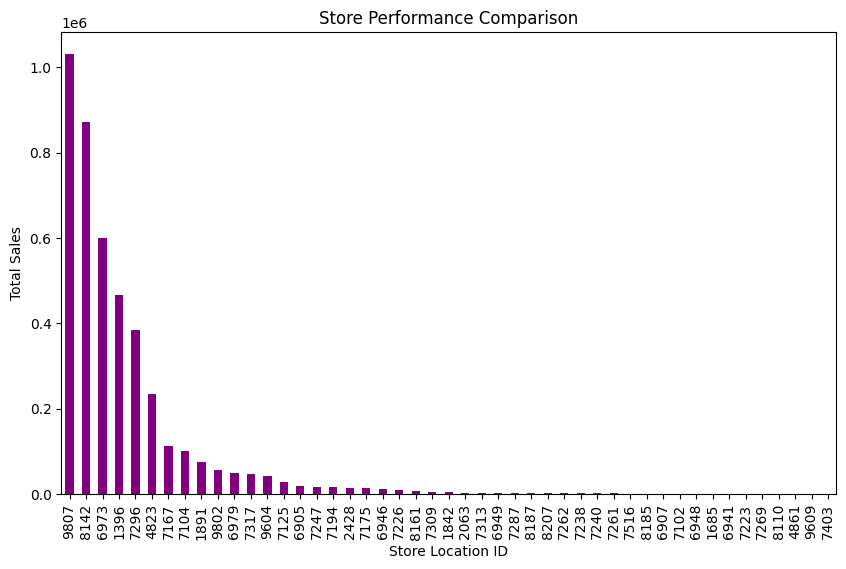 Store Performance Comparison
1e6
1.0
0.8
0.6
0.4
0.2
0.0
Total Sales
9807 8142 6973 1396 7296 4823 7167 7104 1891 9802 6979 7317 9604 7125 6905 7247 7194 2428 7175 6946 7226 8161 7309 1842 2063 7313 6949 7287 8187 8207 7262 7238 7240 7261 7516 8185 6907 7102 6948 1685 6941 7223 7269 8110 4861 9609 7403
Store Location ID